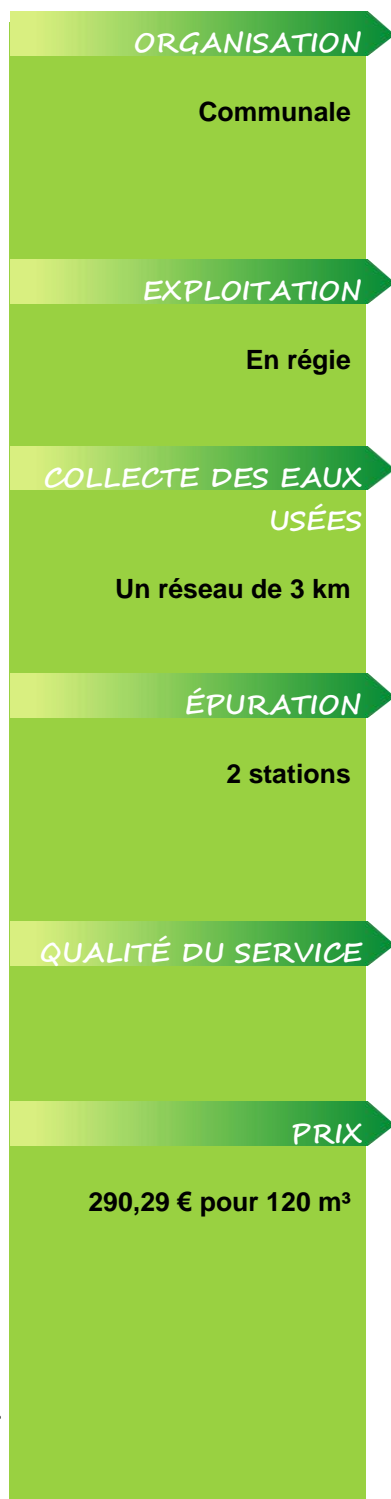 ORGANISATION
Communale
EXPLOITATION
En régie
COLLECTE DES EAUX
USÉES
Un réseau de 3 km
ÉPURATION
2 stations
QUALITÉ DU SERVICE
PRIX
290,29 € pour 120 m³